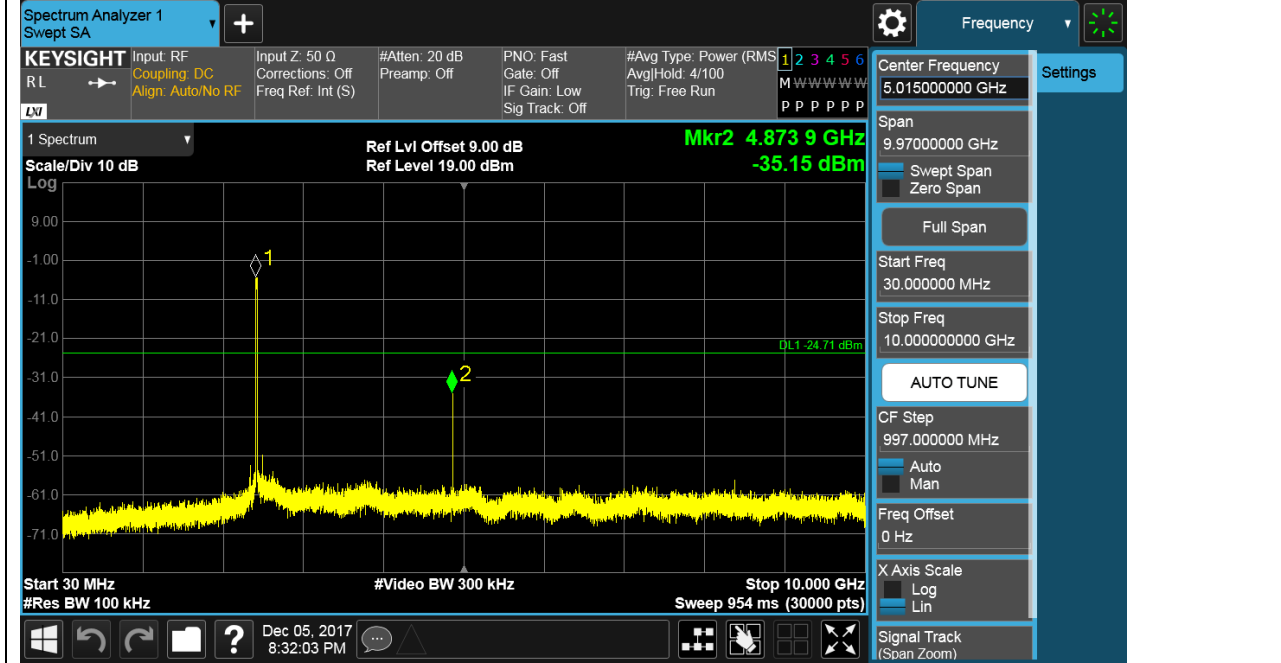 Spectrum Analyzer 1
Swept SA
Frequency
KEYSIGHT
R L
LXI
Input: RF
Coupling: DC
Align: Auto/No RF
Input Z: 50 Ω
Corrections: Off
Freq Ref: Int (S)
#Atten: 20 dB
Preamp: Off
PNO: Fast
Gate: Off
IF Gain: Low
Sig Track: Off
#Avg Type: Power (RMS
Avg|Hold: 4/100
Trig: Free Run
1 2 3 4 5 6
M W W W W W
P P P P P P
1 Spectrum
Scale/Div 10 dB
Log
Ref Lvl Offset 9.00 dB
Ref Level 19.00 dBm
Mkr2 4.873 9 GHz
-35.15 dBm
9.00
-1.00
-11.0
-21.0
-31.0
-41.0
-51.0
-61.0
-71.0
1
2
DL1 -24.71 dBm
Start 30 MHz
#Res BW 100 kHz
#Video BW 300 kHz
Stop 10.000 GHz
Sweep 954 ms (30000 pts)
Dec 05, 2017
8:32:03 PM
Center Frequency
5.015000000 GHz
Span
9.97000000 GHz
Swept Span
Zero Span
Full Span
Start Freq
30.000000 MHz
Stop Freq
10.000000000 GHz
AUTO TUNE
CF Step
997.000000 MHz
Auto
Man
Freq Offset
0 Hz
X Axis Scale
Log
Lin
Signal Track
(Span Zoom)
Settings